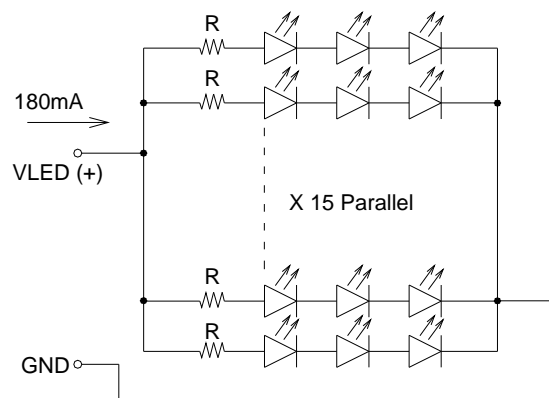 R
R
180mA
VLED (+)
X 15 Parallel
R
R
GND